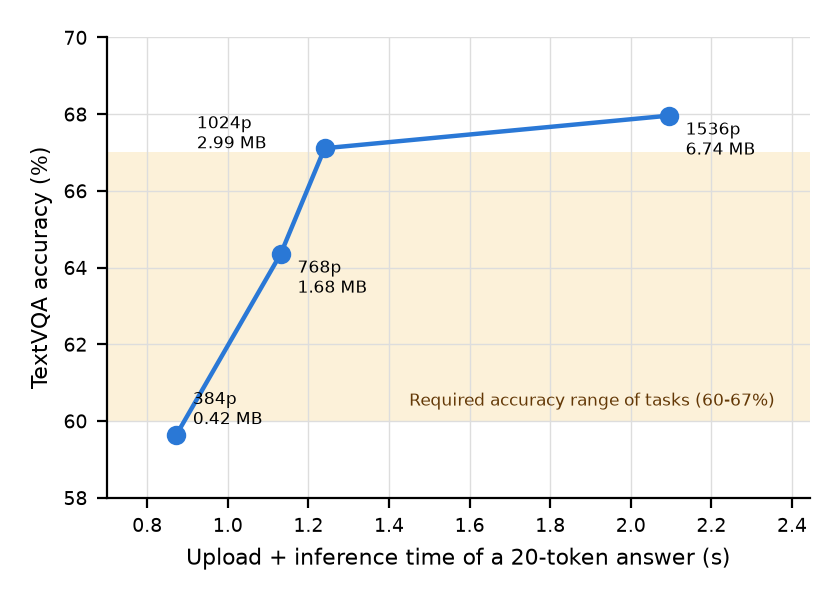 70
68
66
64
62
60
58
TextVQA accuracy (%)
1024p
2.99 MB
1536p
6.74 MB
768p
1.68 MB
384p
0.42 MB
Required accuracy range of tasks (60-67%)
0.8 1.0 1.2 1.4 1.6 1.8 2.0 2.2 2.4
Upload + inference time of a 20-token answer (s)